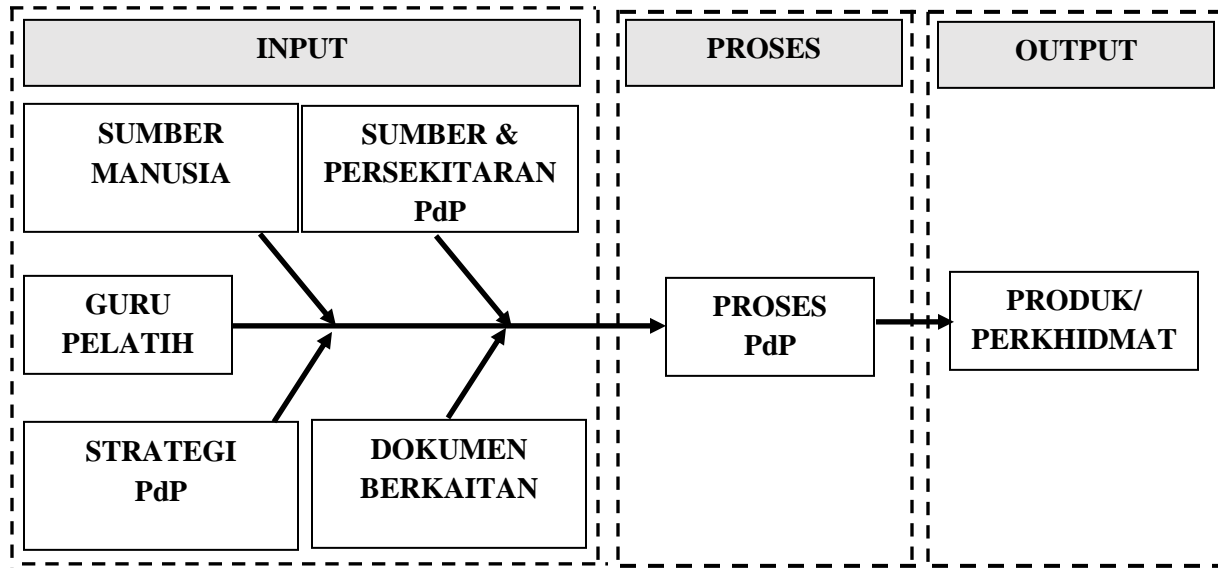 INPUT
PROSES
OUTPUT
SUMBER
MANUSIA
SUMBER &
PERSEKITARAN
PdP
GURU
PELATIH
PROSES
PdP
PRODUK/
PERKHIDMAT
STRATEGI
PdP
DOKUMEN
BERKAITAN